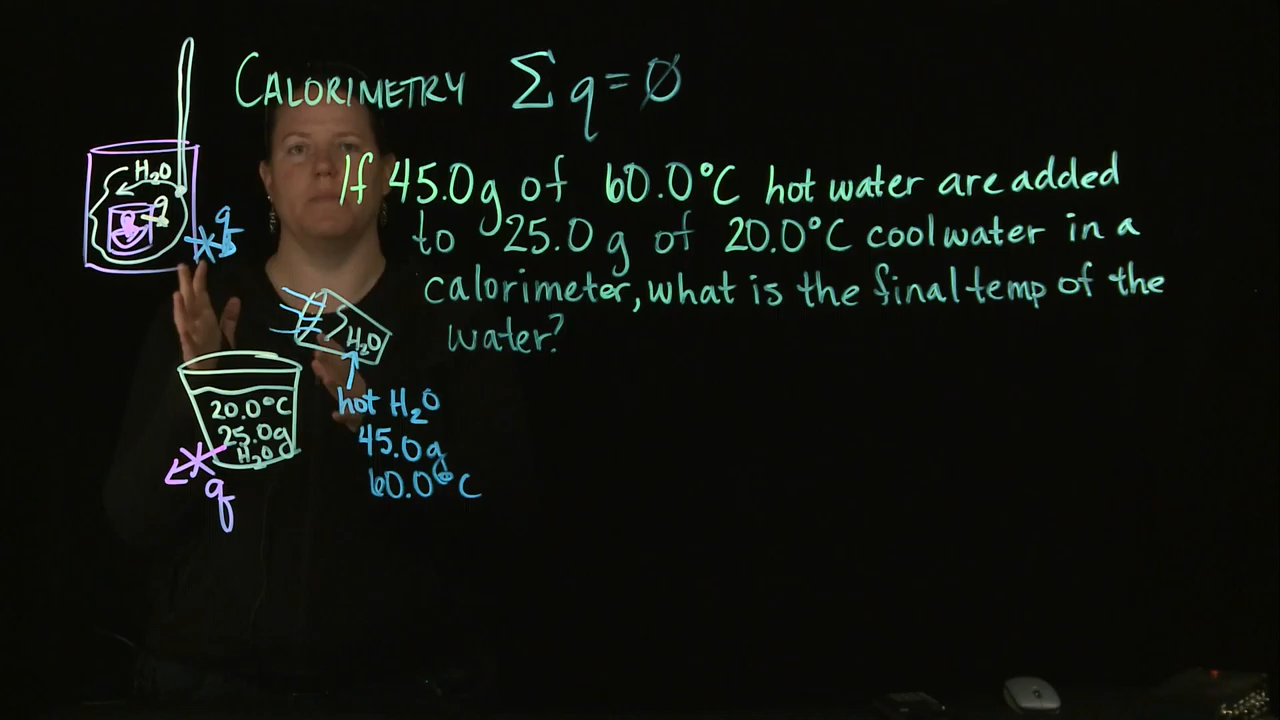 CALORIMETRY Σ q = ∅
H₂O
q
q
If 45.0g of 60.0°C hot water are added
to 25.0 g of 20.0°C cool water in a
calorimeter, what is the final temp of the
water?
H₂O
hot H₂O
45.0g
60.0°C
20.0°C
25.0g
H₂O
q